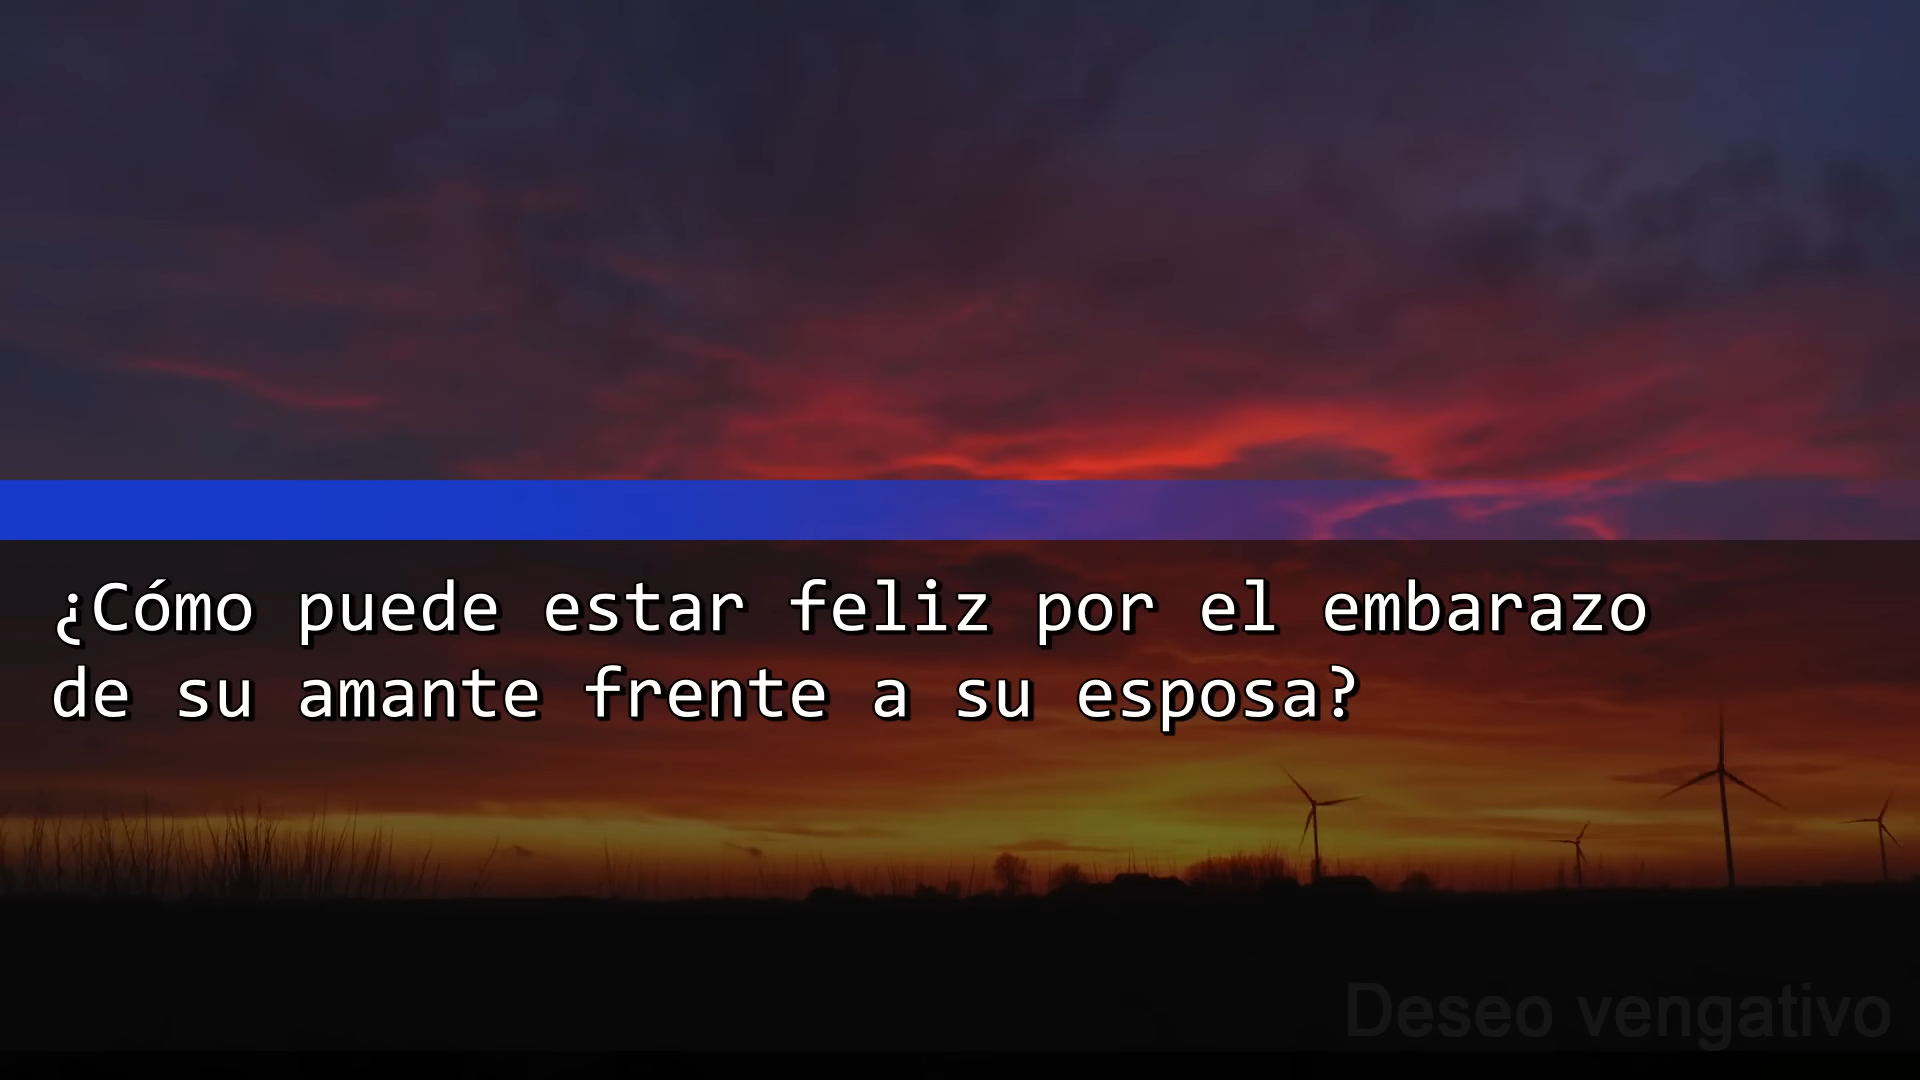 ¿Cómo puede estar feliz por el embarazo
de su amante frente a su esposa?
Deseo vengativo